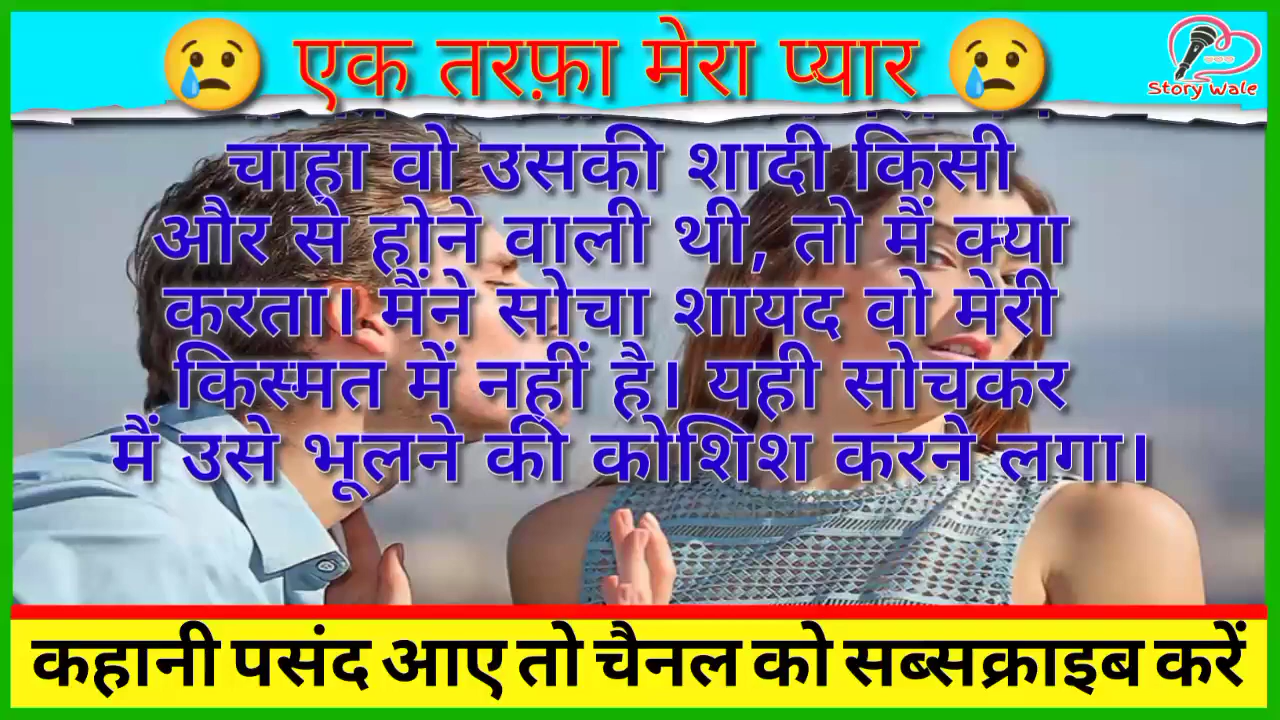 एक तरफ़ा मेरा प्यार
Story Wale
चाहा वो उसकी शादी किसी
और से होने वाली थी, तो मैं क्या
करता। मैंने सोचा शायद वो मेरी
किस्मत में नहीं है। यही सोचकर
मैं उसे भूलने की कोशिश करने लगा।
कहानी पसंद आए तो चैनल को सब्सक्राइब करें